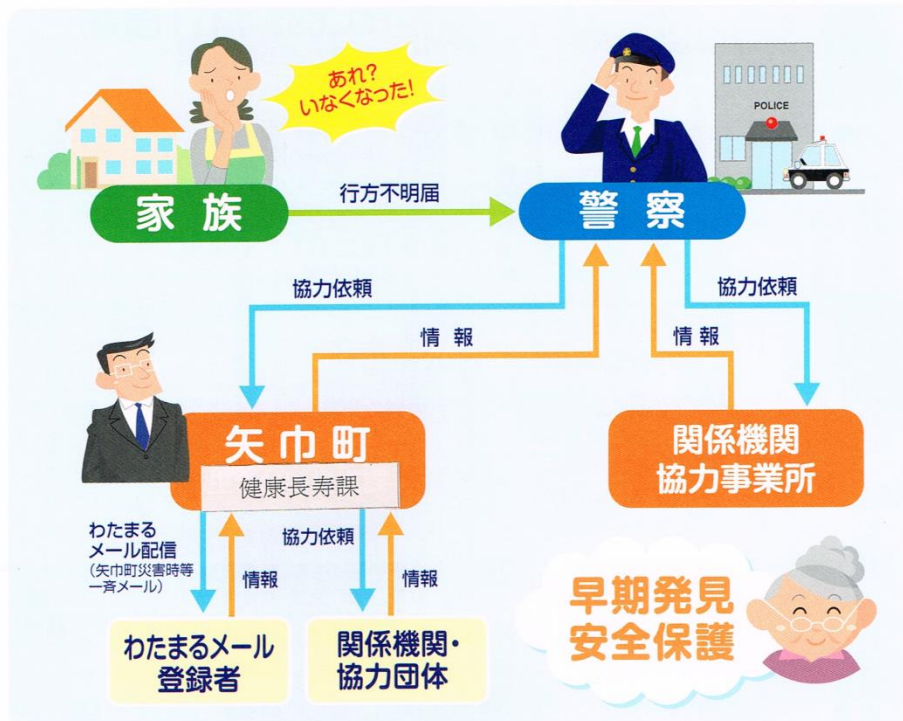 あれ?
いなくなった!
POLICE
家族
行方不明届
警察
協力依頼
協力依頼
情報
情報
矢巾町
健康長寿課
関係機関
協力事業所
わたまる
メール配信
(矢巾町災害時等
一斉メール)
情報
協力依頼
情報
わたまるメール
登録者
関係機関・
協力団体
早期発見
安全保護